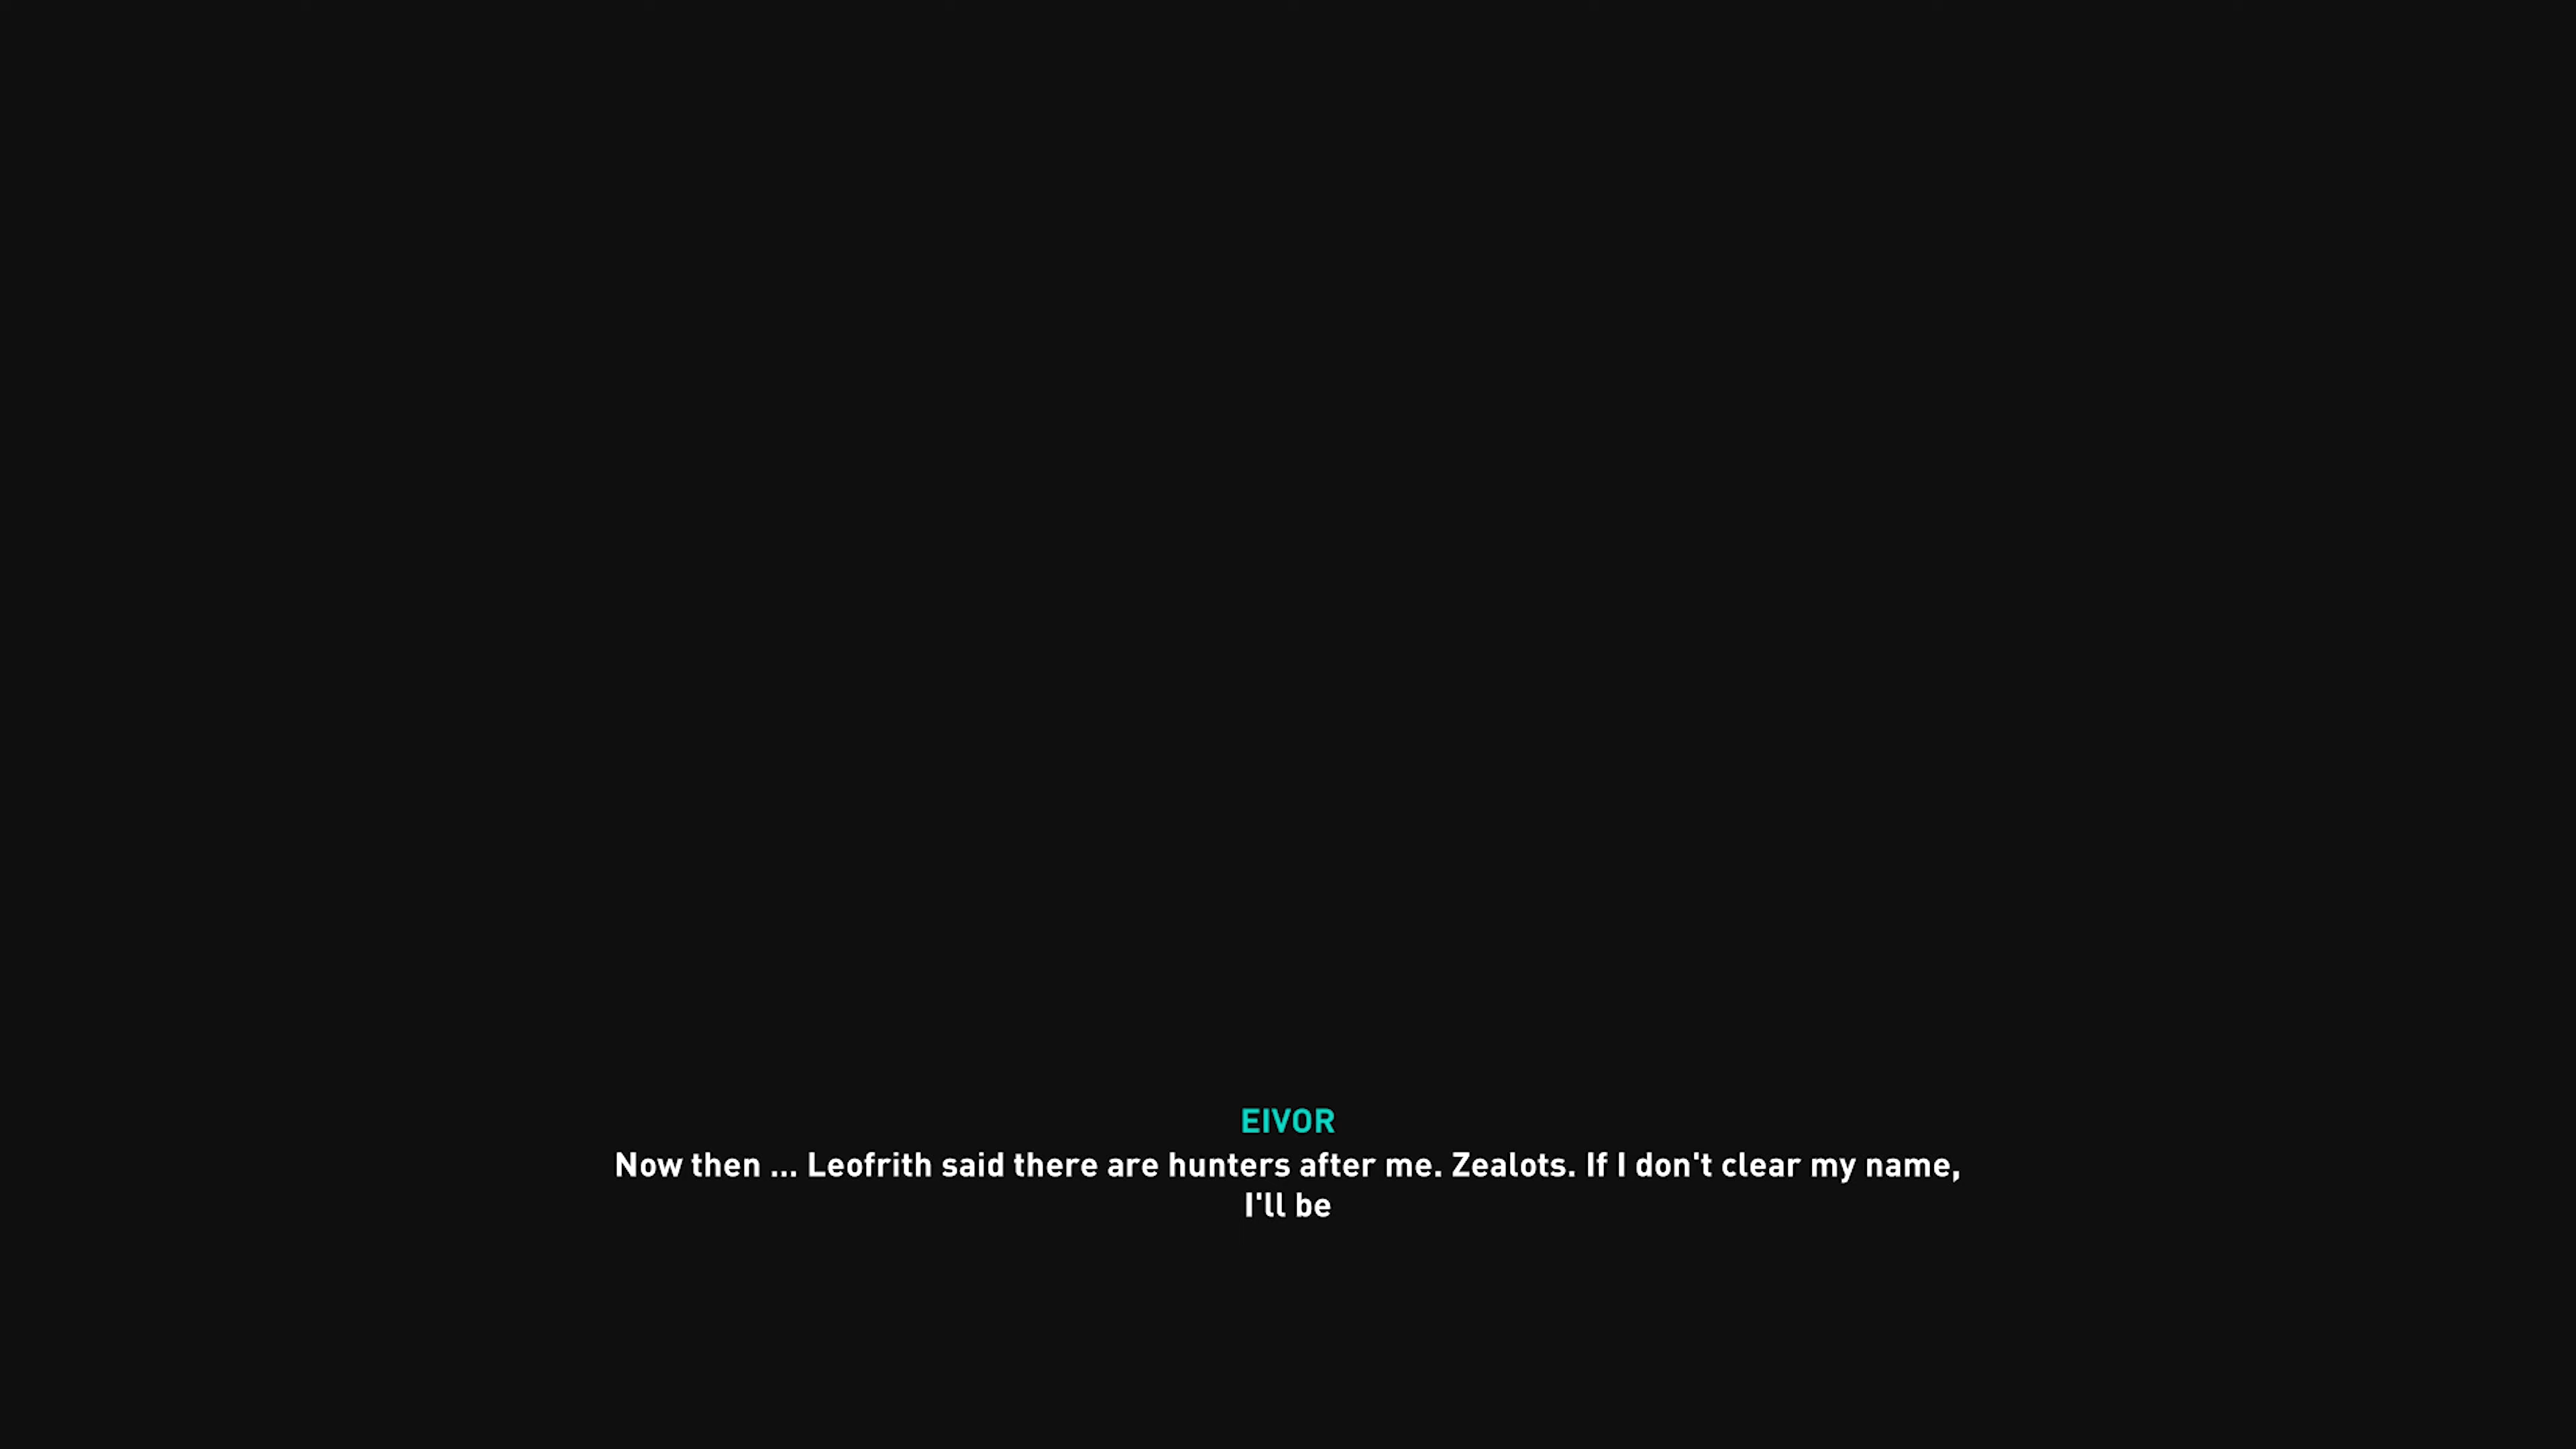 EIVOR
Now then ... Leofrith said there are hunters after me. Zealots. If I don't clear my name,
I'll be